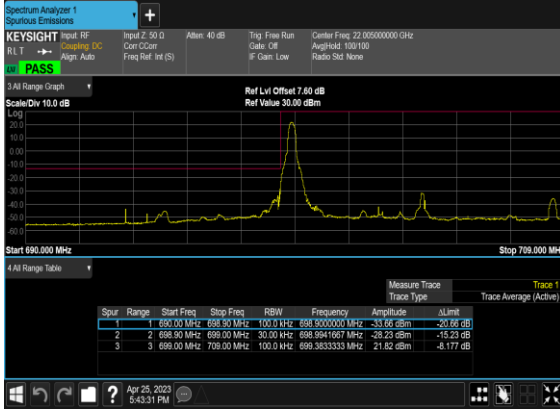 Spectrum Analyzer 1
Spurious Emissions
+
KEYSIGHT Input: RF Input Z: 50 Ω Atten: 40 dB Trig: Free Run Center Freq: 22.005000000 GHz
RLT Coupling: DC Corr CCorr Gate: Off Avg|Hold: 100/100
Align: Auto Freq Ref: Int (S) IF Gain: Low Radio Std: None
PASS
3 All Range Graph
Ref Lvl Offset 7.60 dB
Scale/Div 10.0 dB Ref Value 30.00 dBm
Log
20.0
10.0
0.00
-10.0
-20.0
-30.0
-40.0
-50.0
-60.0
Start 690.000 MHz Stop 709.000 MH
4 All Range Table
Measure Trace Trace 1
Trace Type Trace Average (Active)
Spur Range Start Freq Stop Freq RBW Frequency Amplitude ΔLimit
1 1 690.00 MHz 698.90 MHz 100.0 kHz 698.9000000 MHz -33.66 dBm -20.66 dB
2 2 698.90 MHz 699.00 MHz 30.00 kHz 698.9941667 MHz -28.23 dBm -15.23 dB
3 3 699.00 MHz 709.00 MHz 100.0 kHz 699.3833333 MHz 21.82 dBm -8.177 dB
? Apr 25, 2023
5:43:31 PM